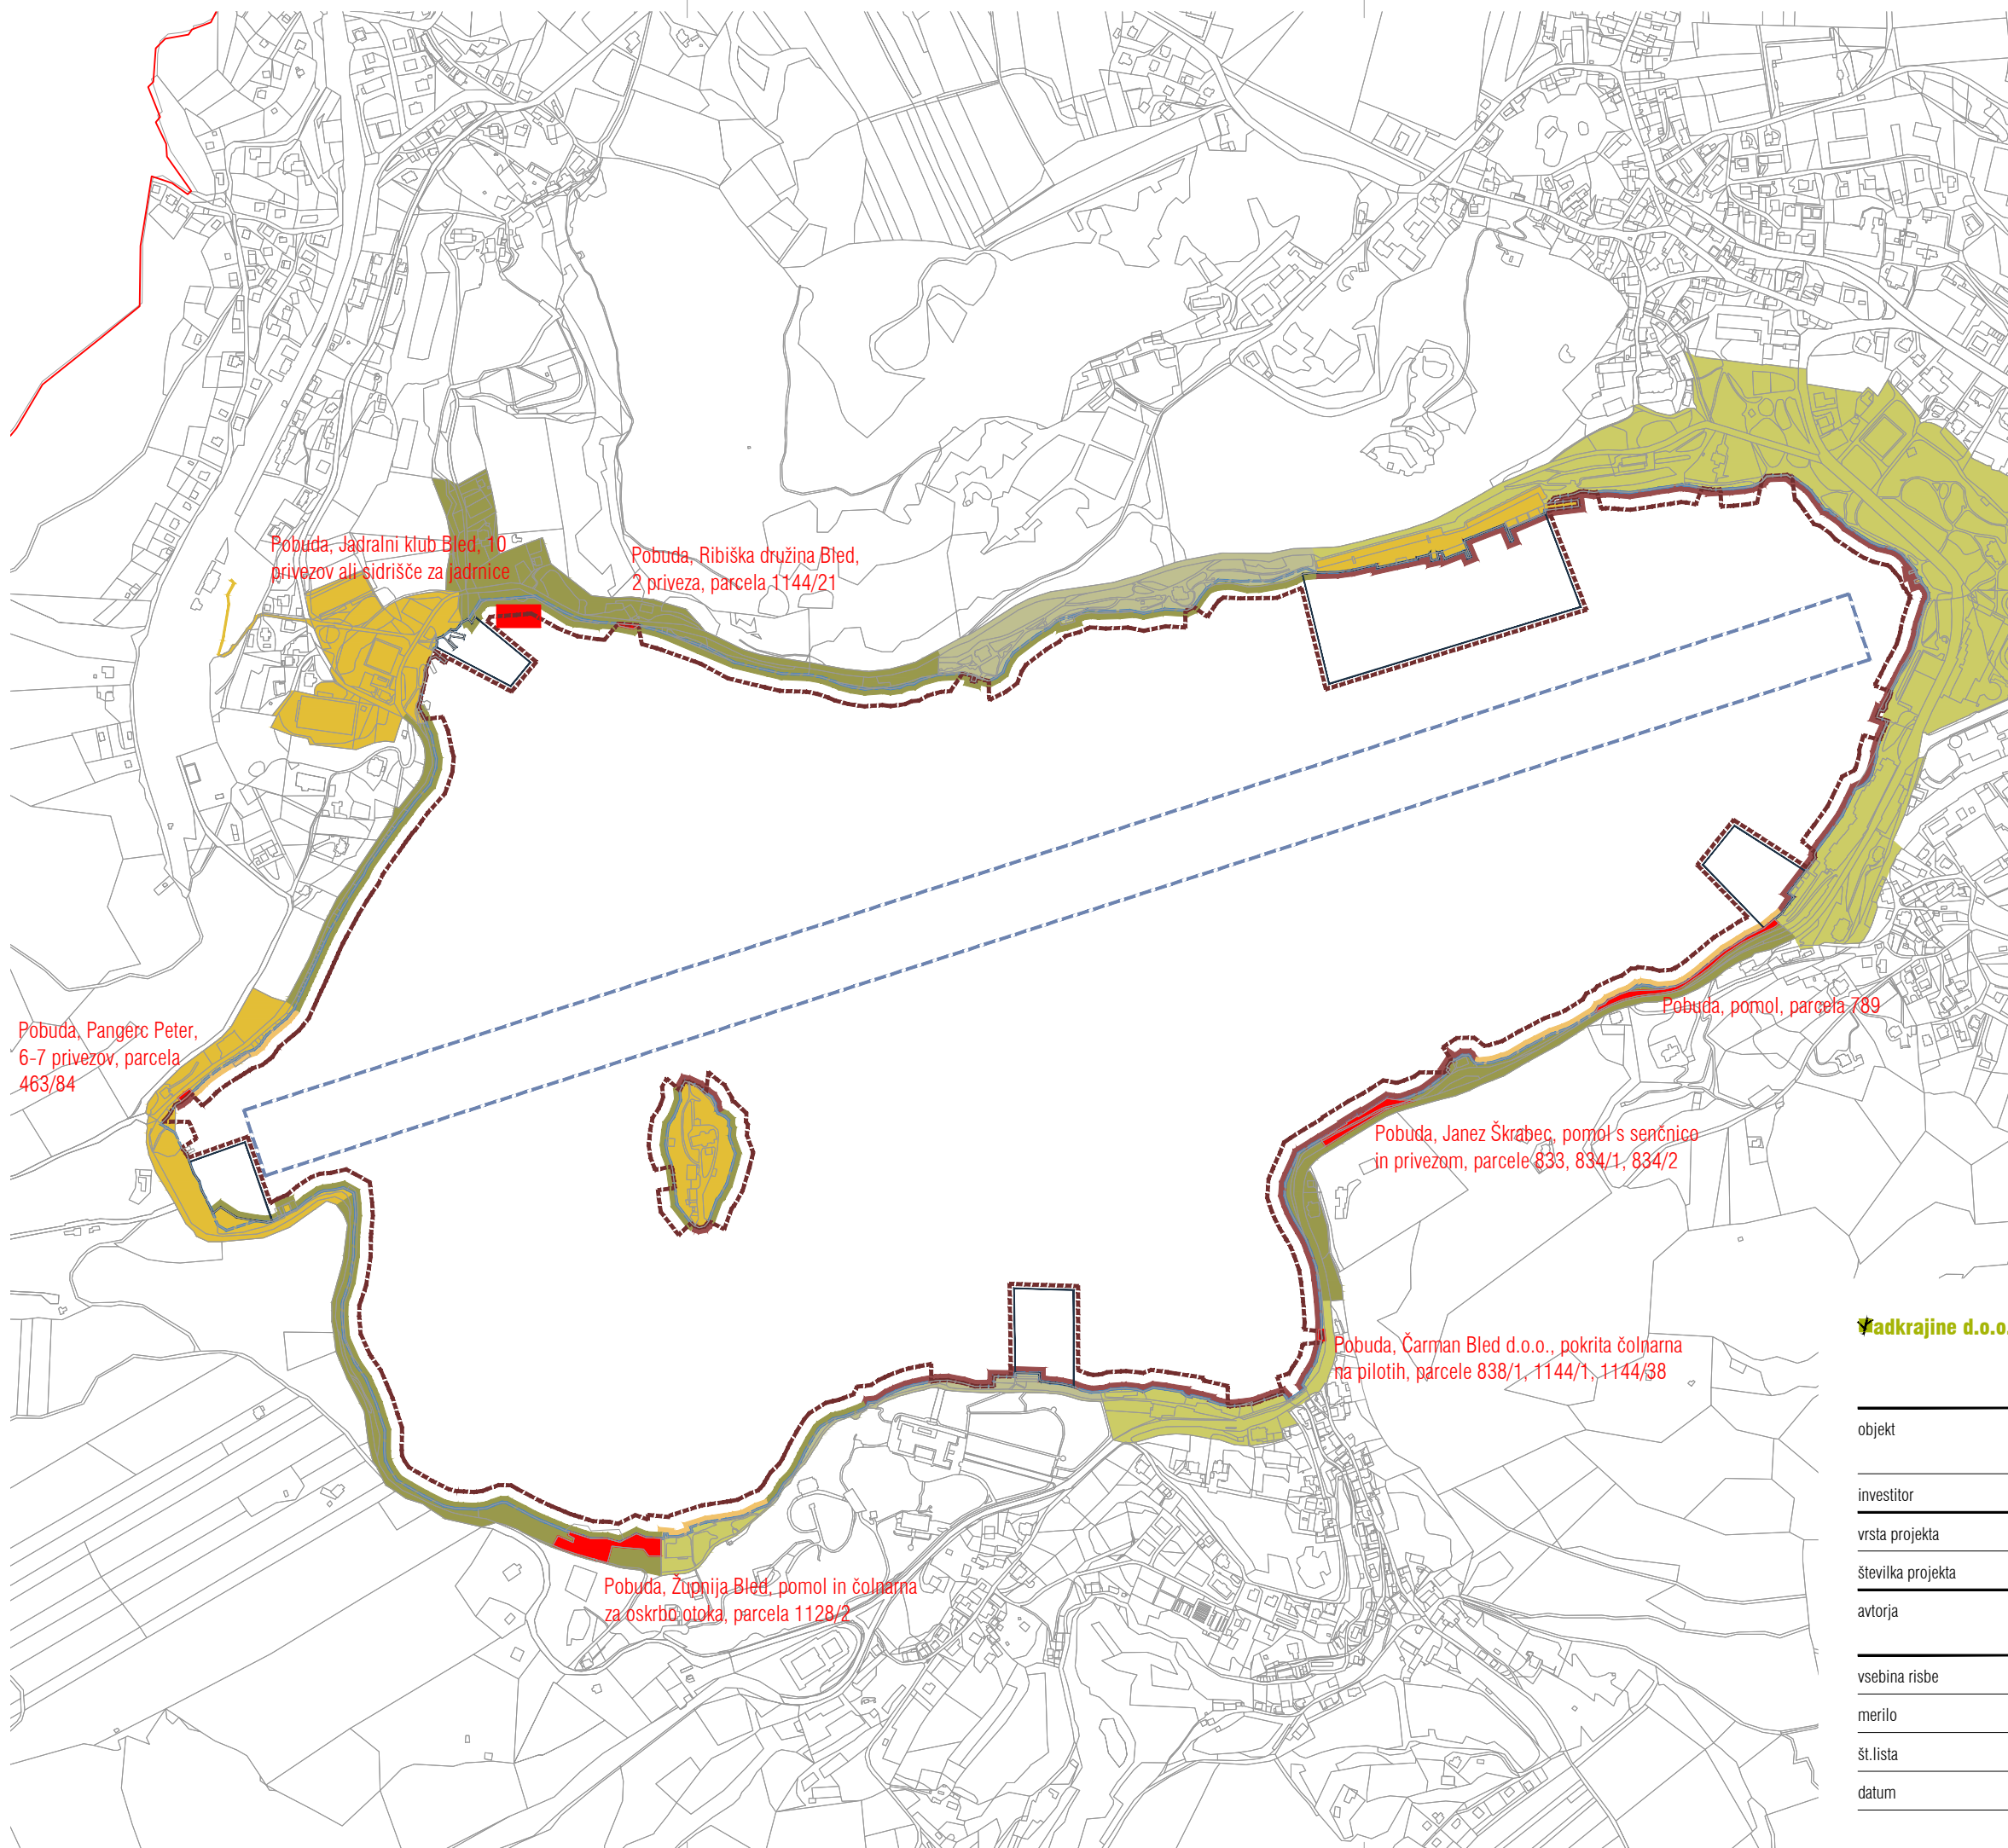 Pobuda, Jadralni klub Bled, 10
privezov ali sidrišče za jadrnice
Pobuda, Ribiška družina Bled,
2 priveza, parcela 1144/21
Pobuda, Pangerc Peter,
6-7 privezov, parcela
463/84
Pobuda, pomol, parcela 789
Pobuda, Janez Škrabec, pomol s senčnico
in privezom, parcele 833, 834/1, 834/2
Pobuda, Čarman Bled d.o.o., pokrita čolnarna
na pilotih, parcele 838/1, 1144/1, 1144/38
Pobuda, Župnija Bled, pomol in čolnarna
za oskrbo otoka, parcela 1128/2
adkrajine d.o.o.
objekt
investitor
vrsta projekta
številka projekta
avtorja
vsebina risbe
merilo
št.lista
datum